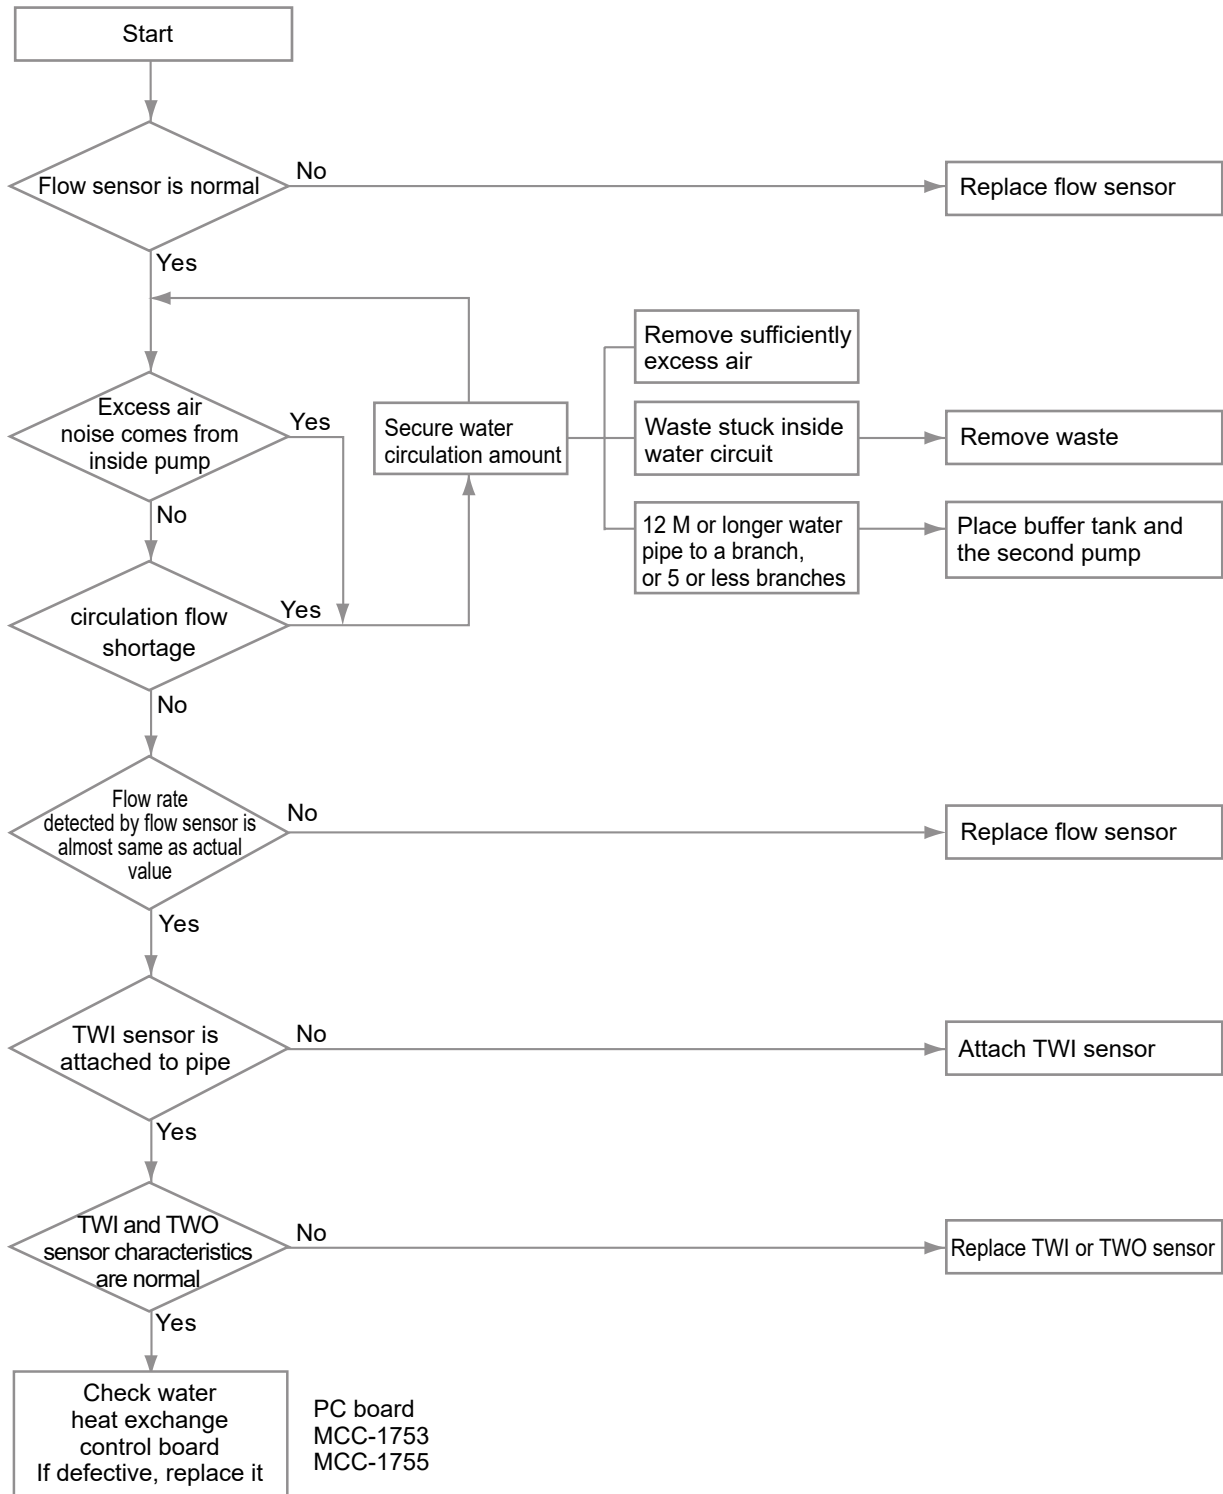 Start
Flow sensor is normal
No
Replace flow sensor
Yes
Excess air
noise comes from
inside pump
Yes
No
Secure water
circulation amount
Remove sufficiently
excess air
Waste stuck inside
water circuit
Remove waste
12 M or longer water
pipe to a branch,
or 5 or less branches
Place buffer tank and
the second pump
circulation flow
shortage
Yes
No
Flow rate
detected by flow sensor is
almost same as actual
value
No
Replace flow sensor
Yes
TWI sensor is
attached to pipe
No
Attach TWI sensor
Yes
TWI and TWO
sensor characteristics
are normal
No
Replace TWI or TWO sensor
Yes
Check water
heat exchange
control board
If defective, replace it
PC board
MCC-1753
MCC-1755